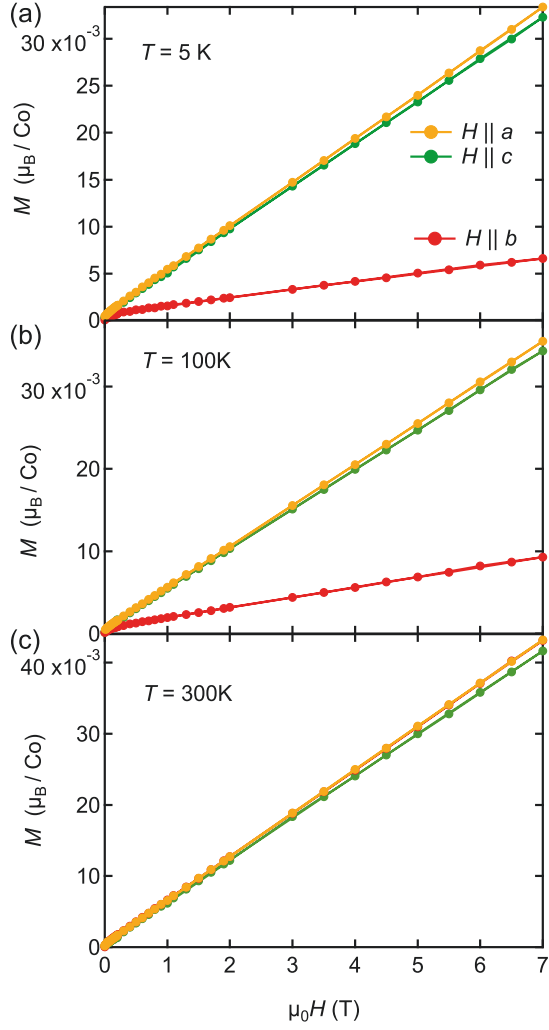 (a)
30 x10⁻³
T = 5 K
25
20
H || a
H || c
15
M (μB / Co)
10
H || b
5
0
(b)
T = 100K
30 x10⁻³
20
M (μB / Co)
10
0
(c)
40 x10⁻³
T = 300K
30
M (μB / Co)
20
10
0
0 1 2 3 4 5 6 7
μ₀H (T)